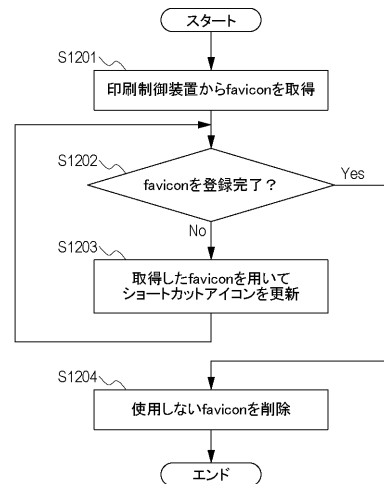 スタート
S1201
印刷制御装置からfaviconを取得
S1202
faviconを登録完了？
Yes
No
S1203
取得したfaviconを用いて
ショートカットアイコンを更新
S1204
使用しないfaviconを削除
エンド